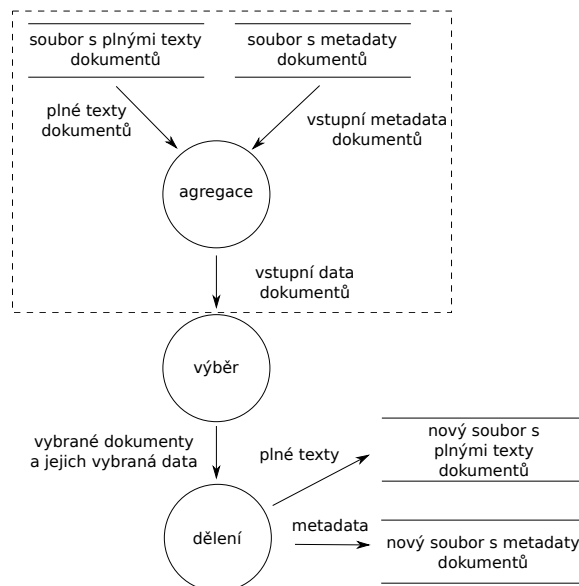 soubor s plnými texty
dokumentů
soubor s metadaty
dokumentů
plné texty
dokumentů
vstupní metadata
dokumentů
agregace
vstupní data
dokumentů
výběr
vybrané dokumenty
a jejich vybraná data
plné texty
nový soubor s
plnými texty
dokumentů
dělení
metadata
nový soubor s metadaty
dokumentů